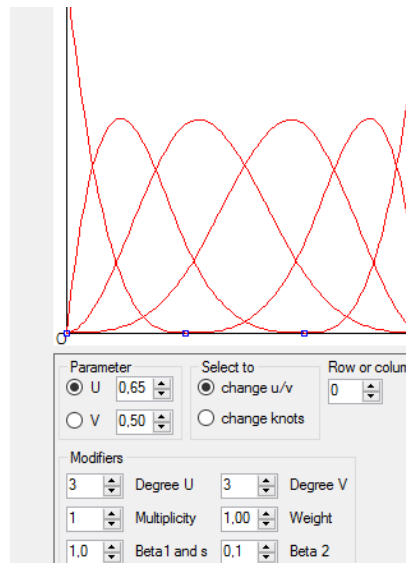 0
Parameter
U 0,65
V 0,50
Select to
change u/v
change knots
Row or colum
0
Modifiers
3 Degree U 3 Degree V
1 Multiplicity 1,00 Weight
1,0 Beta1 and s 0,1 Beta 2